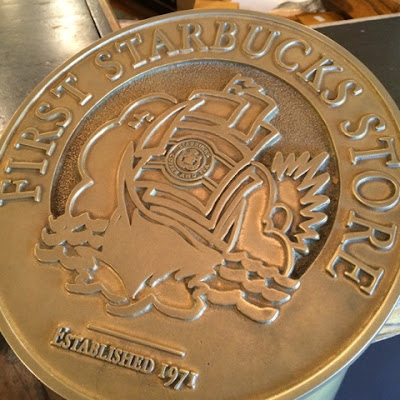 FIRST STARBUCKS STORE
ESTABLISHED 1971